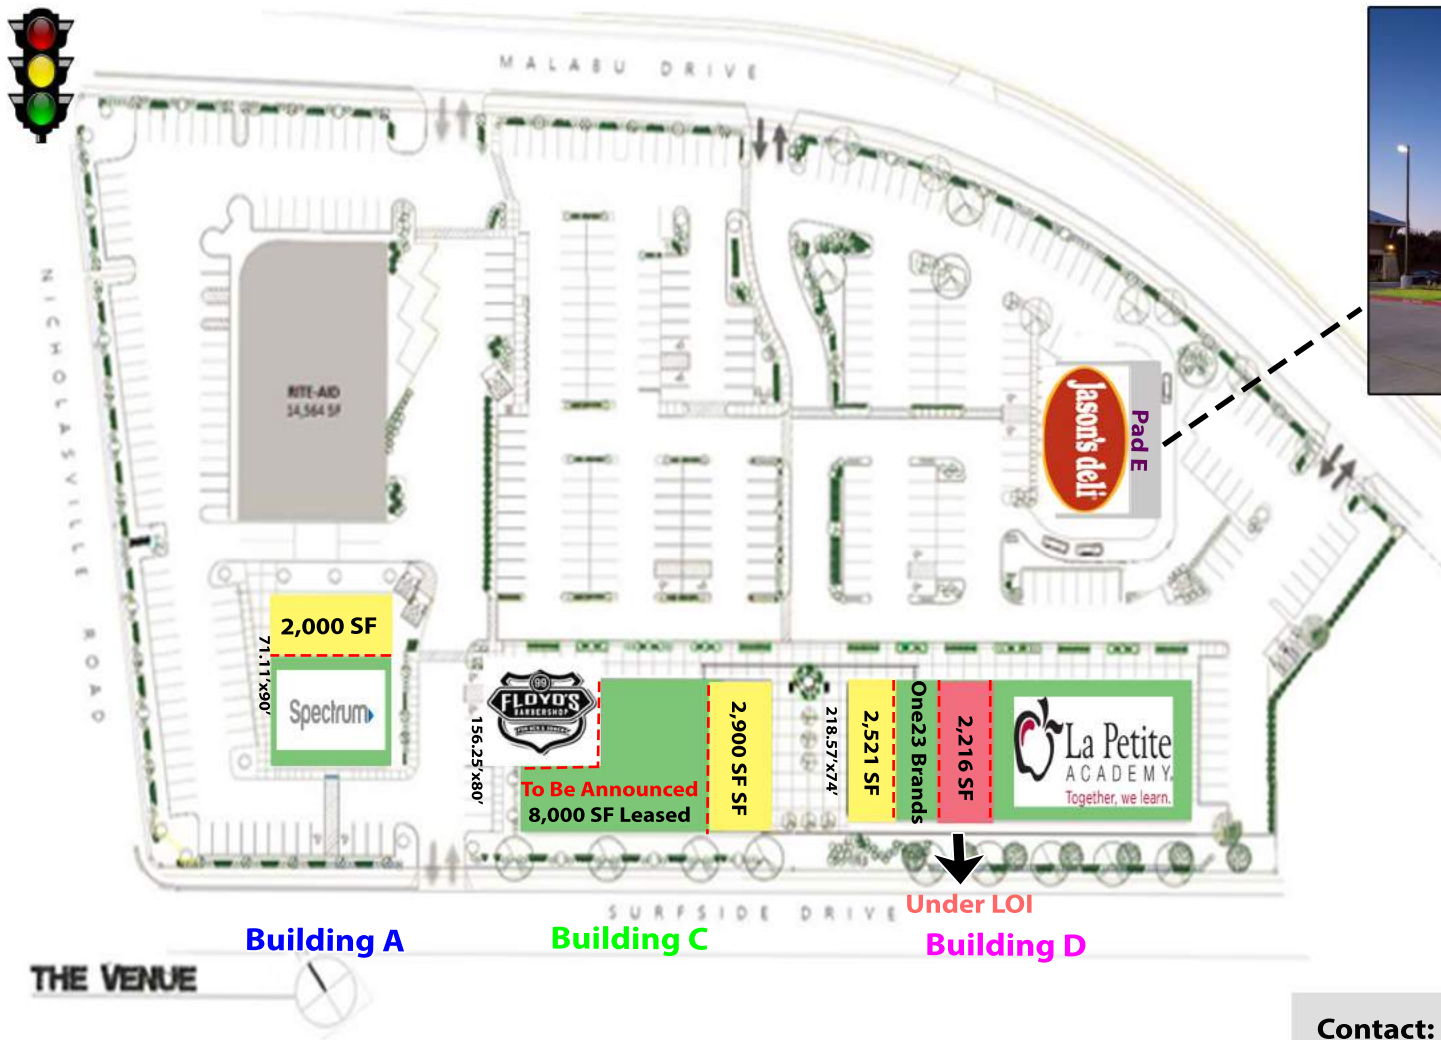 MALABU DRIVE
NICHOLASVILLE ROAD
RITE-AID
14,564 SF
Jason's deli
Pad E
2,000 SF
71.11'x90'
Spectrum
99
FLOYD'S
BARBERSHOP
156.25'x80'
To Be Announced
8,000 SF Leased
2,900 SF SF
218.57'x74'
2,521 SF
One23 Brands
2,216 SF
La Petite
ACADEMY
Together, we learn.
Under LOI
SURFSIDE DRIVE
Building A
Building C
Building D
THE VENUE
Contact: